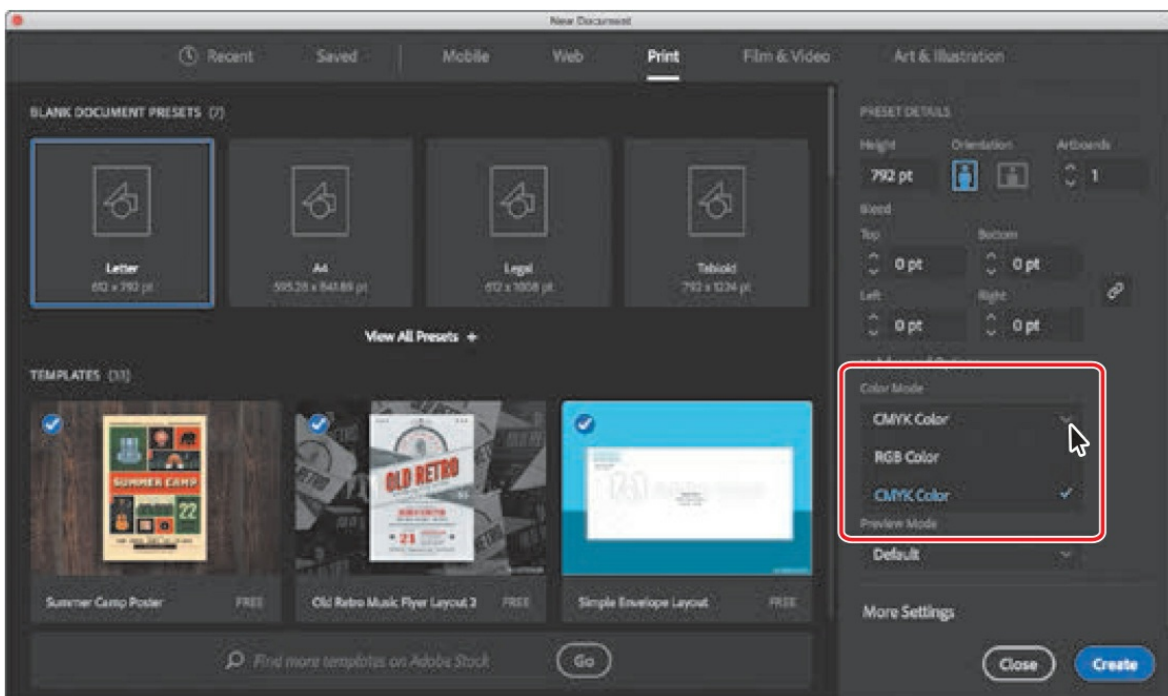 New Document
Recent Saved Mobile Web Print Film & Video Art & Illustration
BLANK DOCUMENT PRESETS (7)
Letter
612 x 792 pt
A4
595.28 x 841.89 pt
Legal
612 x 1008 pt
Tabloid
792 x 1224 pt
View All Presets +
TEMPLATES (33)
SUMMER CAMP
22
Summer Camp Poster FREE
OLD RETRO
21
Old Retro Music Flyer Layout 2 FREE
Simple Envelope Layout FREE
Find more templates on Adobe Stock Go
PRESET DETAILS
Height Orientation Artboards
792 pt 1
Bleed
Top Bottom
0 pt 0 pt
Left Right
0 pt 0 pt
Advanced Options
Color Mode
CMYK Color
RGB Color
CMYK Color
Preview Mode
Default
More Settings
Close Create